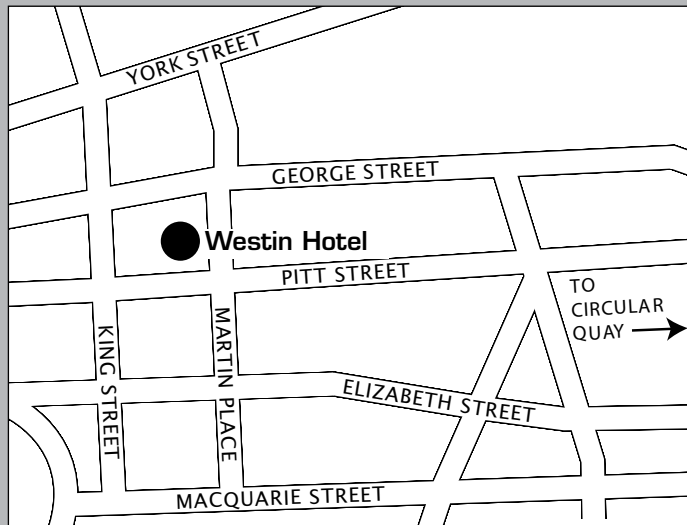 YORK STREET
GEORGE STREET
Westin Hotel
PITT STREET
TO
CIRCULAR
QUAY
KING STREET
MARTIN PLACE
ELIZABETH STREET
MACQUARIE STREET